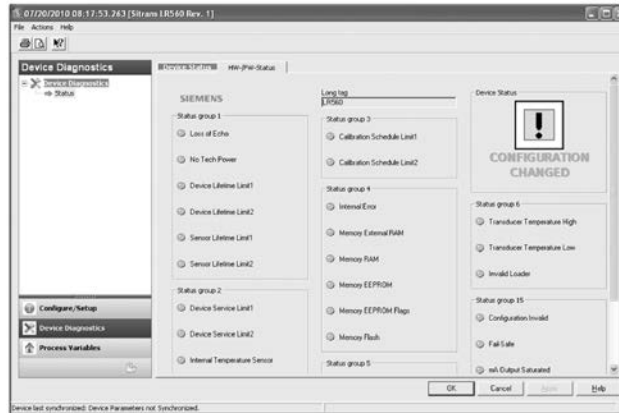 07/20/2010 08:17:53.263 [Sitrans LR560 Rev. 1]
File Actions Help
Device Diagnostics
Device Diagnostics
Status
Configure/Setup
Device Diagnostics
Process Variables
Device Status
HW-/FW-Status
SIEMENS
Long tag
LR560
Status group 1
Loss of Echo
No Tech Power
Device Lifetime Limit1
Device Lifetime Limit2
Sensor Lifetime Limit1
Sensor Lifetime Limit2
Status group 2
Device Service Limit1
Device Service Limit2
Internal Temperature Sensor
Status group 3
Calibration Schedule Limit1
Calibration Schedule Limit2
Status group 4
Internal Error
Memory External RAM
Memory RAM
Memory EEPROM
Memory EEPROM Flags
Memory Flash
Status group 5
Device Status
!
CONFIGURATION
CHANGED
Status group 6
Transducer Temperature High
Transducer Temperature Low
Invalid Loader
Status group 15
Configuration Invalid
Fail-Safe
mA Output Saturated
OK
Cancel
Apply
Help
Device last synchronized: Device Parameters not Synchronized.